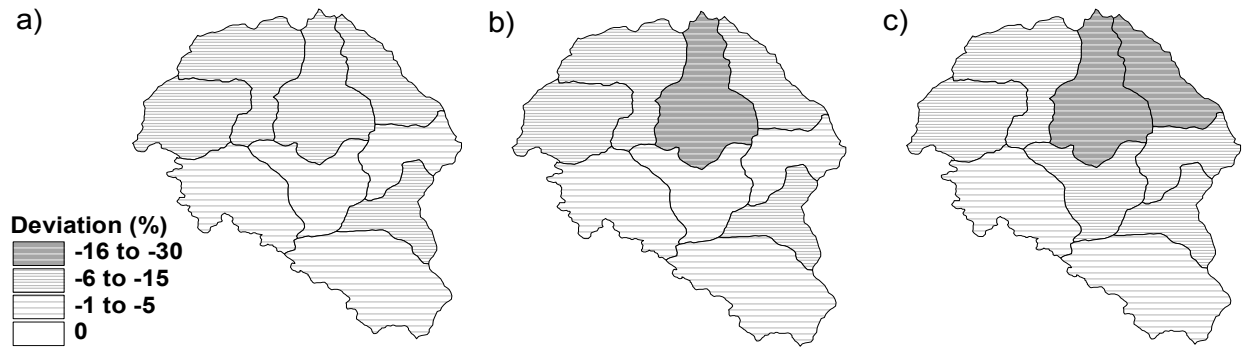 a)
b)
c)
Deviation (%)
-16 to -30
-6 to -15
-1 to -5
0